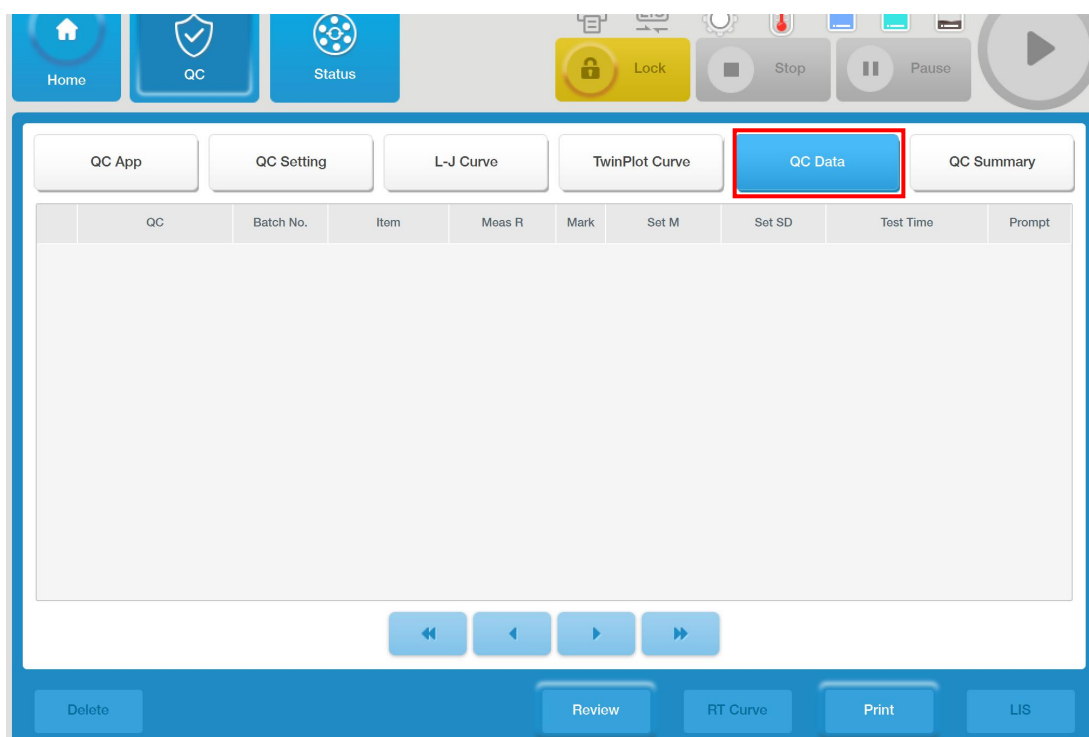 Home
QC
Status
LIS
Lock
Stop
Pause
QC App
QC Setting
L-J Curve
TwinPlot Curve
QC Data
QC Summary
QC Batch No. Item Meas R Mark Set M Set SD Test Time Prompt
Delete
Review
RT Curve
Print
LIS